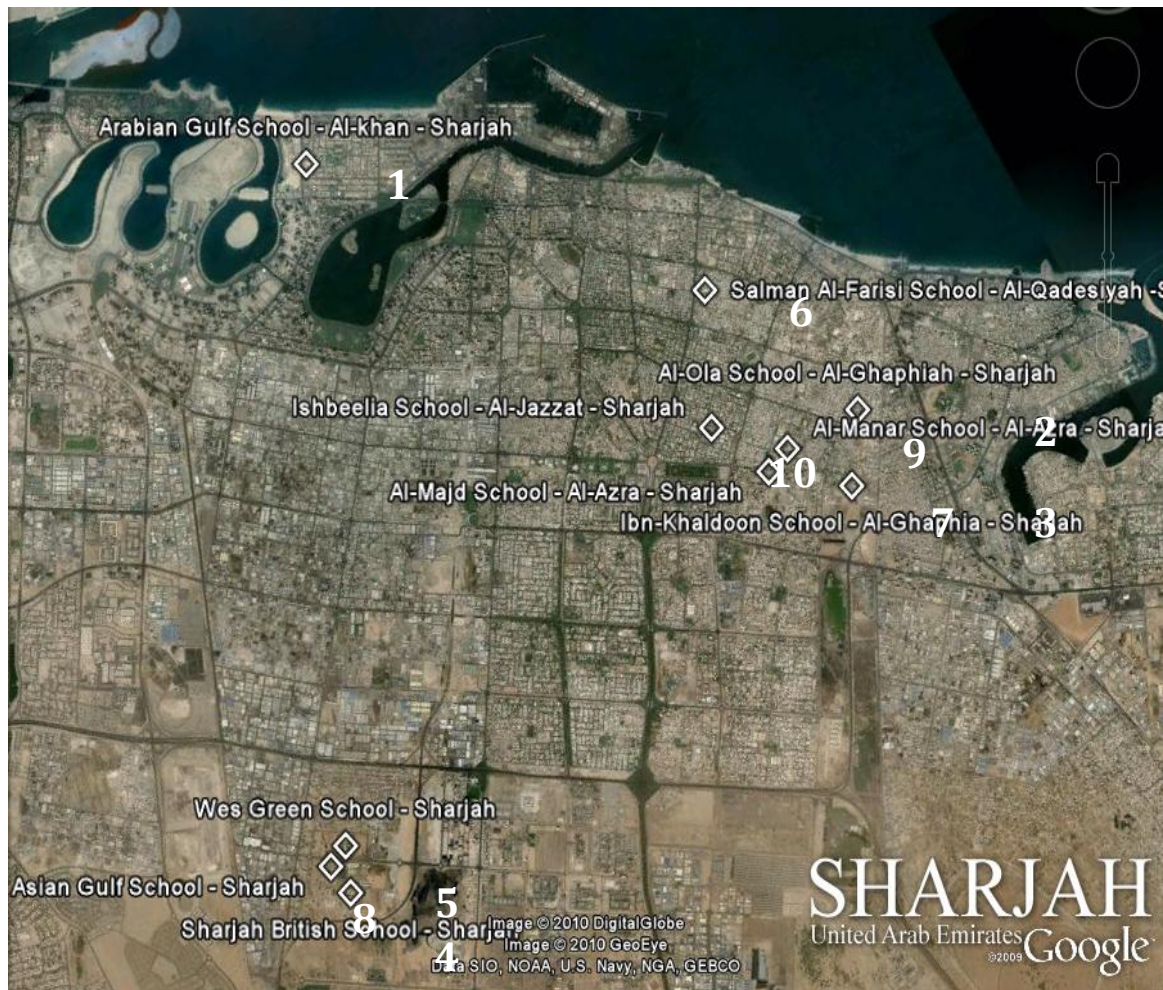 Arabian Gulf School - Al-khan - Sharjah
1
Salman Al-Farisi School - Al-Qadesiyah -S
6
Al-Ola School - Al-Ghaphiah - Sharjah
Ishbeelia School - Al-Jazzat - Sharjah
Al-Manar School - Al-Azra - Sharja
2
9
10
Al-Majd School - Al-Azra - Sharjah
Ibn-Khaldoon School - Al-Ghaphia - Sharjah
7
3
Wes Green School - Sharjah
Asian Gulf School - Sharjah
5
8
Sharjah British School - Sharjah
4
Image © 2010 DigitalGlobe
Image © 2010 GeoEye
Data SIO, NOAA, U.S. Navy, NGA, GEBCO
SHARJAH
United Arab Emirates
©2009 Google